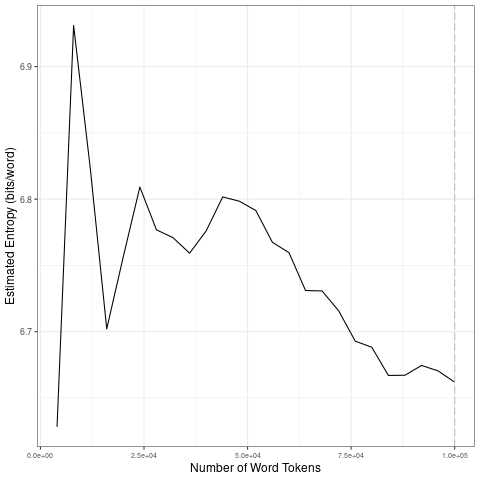 Estimated Entropy (bits/word)
6.9
6.8
6.7
0.0e+00 2.5e+04 5.0e+04 7.5e+04 1.0e+05
Number of Word Tokens